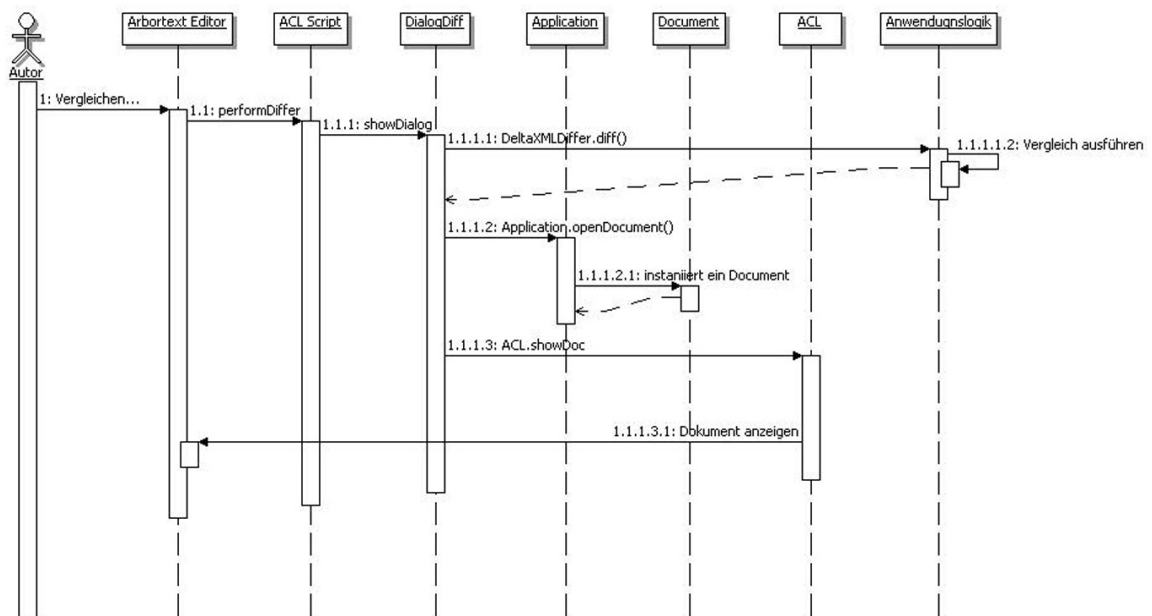 Arbortext Editor
ACL Script
DialogDiff
Application
Document
ACL
Anwendugnslogik
Autor
1: Vergleichen...
1.1: performDiffer
1.1.1: showDialog
1.1.1.1: DeltaXMLDiffer.diff()
1.1.1.1.2: Vergleich ausführen
1.1.1.2: Application.openDocument()
1.1.1.2.1: instaniiert ein Document
1.1.1.3: ACL.showDoc
1.1.1.3.1: Dokument anzeigen